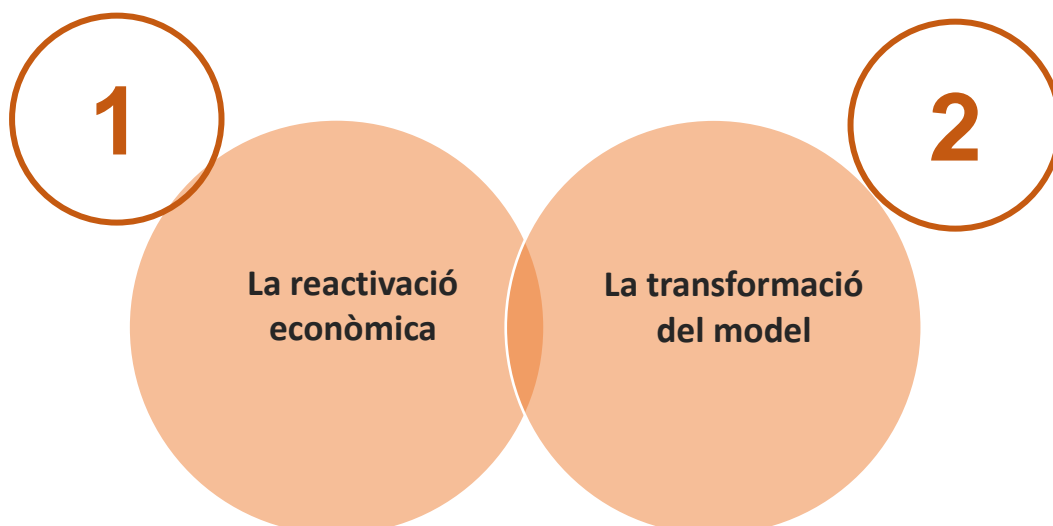 1
2
La reactivació
econòmica
La transformació
del model